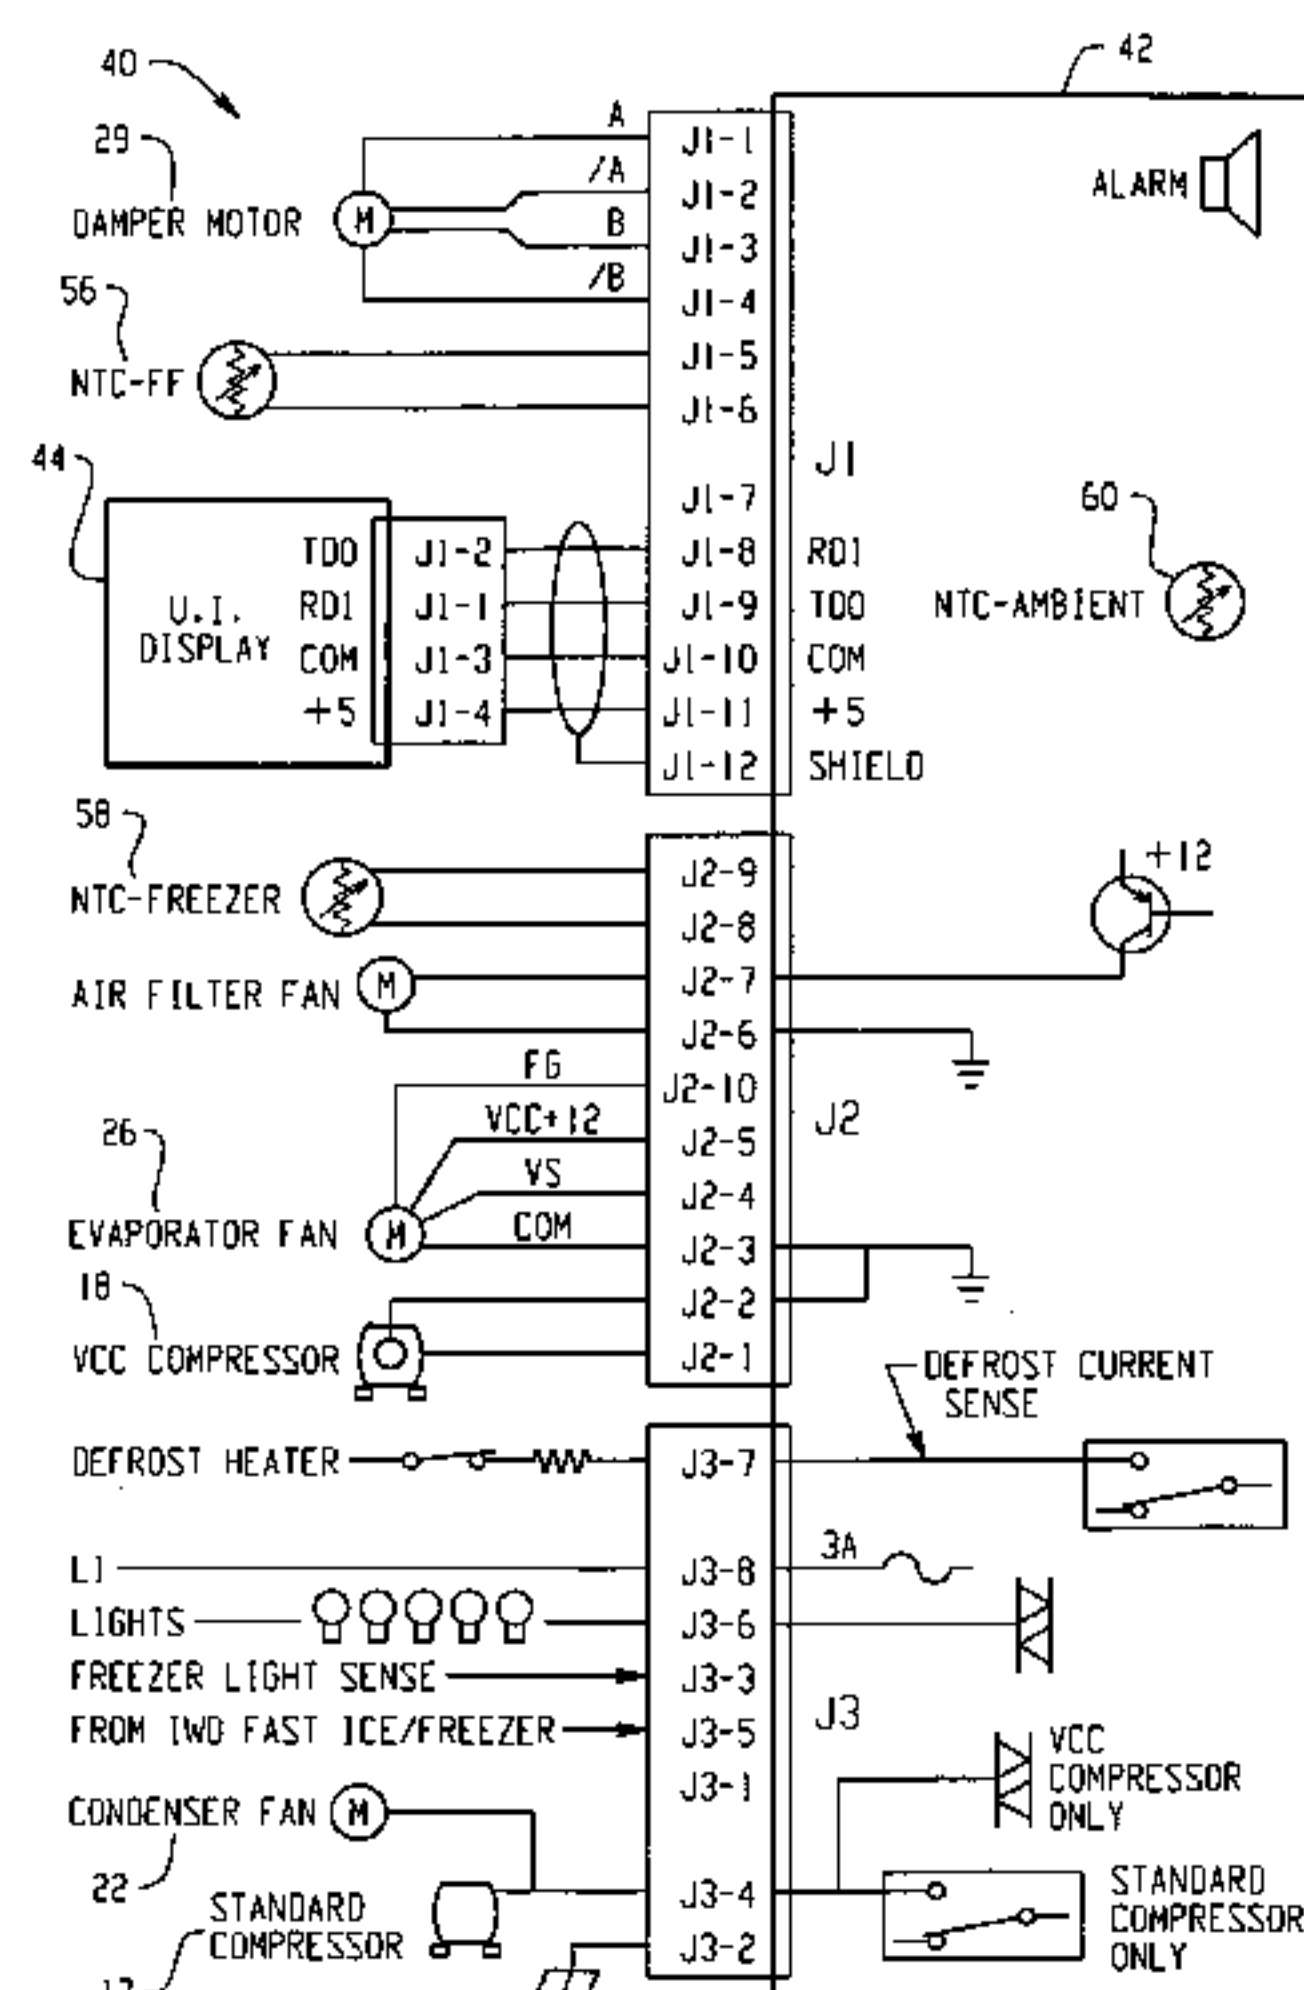 40
42
29
A
J1-1
ALARM
/A
J1-2
DAMPER MOTOR
M
B
J1-3
/B
J1-4
56
NTC-FF
J1-5
J1-6
J1
44
J1-7
60
TDO
J1-2
J1-8
RD1
U.I.
DISPLAY
RD1
J1-1
J1-9
TDO
NTC-AMBIENT
COM
J1-3
J1-10
COM
+5
J1-4
J1-11
+5
J1-12
SHIELD
58
NTC-FREEZER
J2-9
+12
J2-8
AIR FILTER FAN
M
J2-7
J2-6
FG
J2-10
J2
VCC+12
J2-5
26
VS
J2-4
EVAPORATOR FAN
M
COM
J2-3
18
J2-2
VCC COMPRESSOR
J2-1
DEFROST CURRENT
SENSE
DEFROST HEATER
J3-7
3A
L1
J3-8
LIGHTS
J3-6
FREEZER LIGHT SENSE
J3-3
J3
FROM IWD FAST ICE/FREEZER
J3-5
VCC
COMPRESSOR
ONLY
J3-1
CONDENSER FAN
M
22
J3-4
STANDARD
COMPRESSOR
ONLY
STANDARD
COMPRESSOR
J3-2